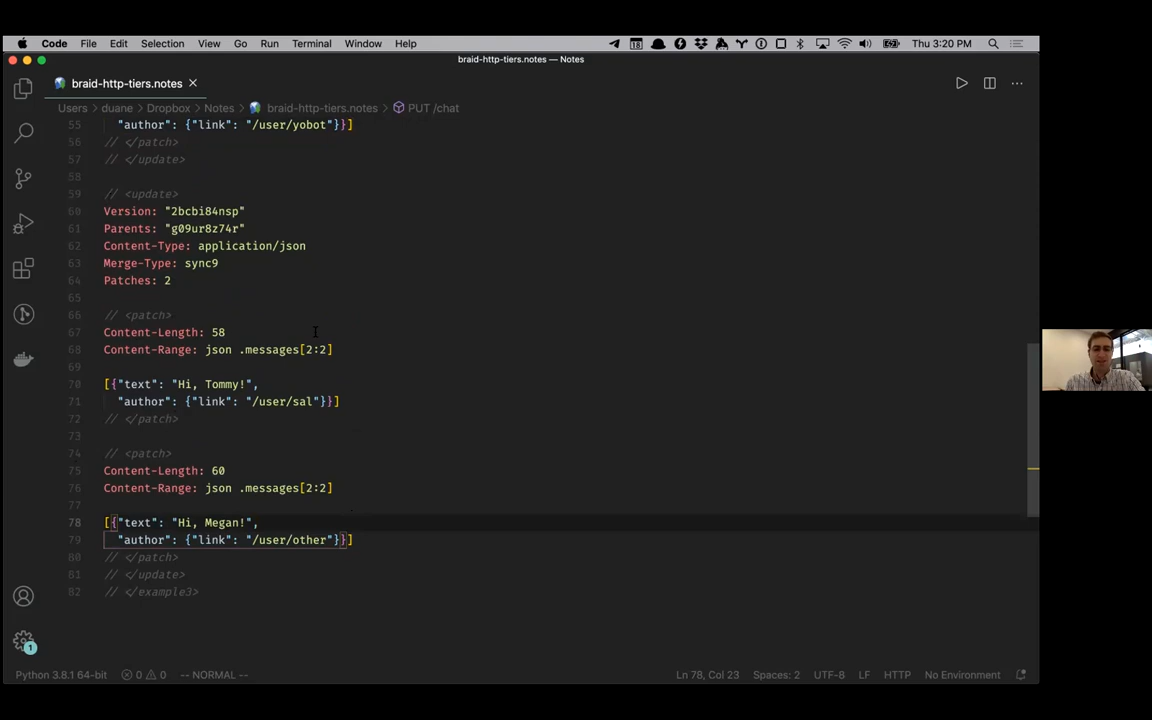 Code File Edit Selection View Go Run Terminal Window Help 18 Thu 3:20 PM
braid-http-tiers.notes — Notes
braid-http-tiers.notes
Users > duane > Dropbox > Notes > braid-http-tiers.notes > PUT /chat
55 "author": {"link": "/user/yobot"}}]
56 // </patch>
57 // </update>
58
59 // <update>
60 Version: "2bcbi84nsp"
61 Parents: "g09ur8z74r"
62 Content-Type: application/json
63 Merge-Type: sync9
64 Patches: 2
65
66 // <patch>
67 Content-Length: 58
68 Content-Range: json .messages[2:2]
69
70 [{"text": "Hi, Tommy!",
71 "author": {"link": "/user/sal"}}]
72 // </patch>
73
74 // <patch>
75 Content-Length: 60
76 Content-Range: json .messages[2:2]
77
78 [{"text": "Hi, Megan!",
79 "author": {"link": "/user/other"}}]
80 // </patch>
81 // </update>
82 // </example3>
1
Python 3.8.1 64-bit 0 0 -- NORMAL -- Ln 78, Col 23 Spaces: 2 UTF-8 LF HTTP No Environment